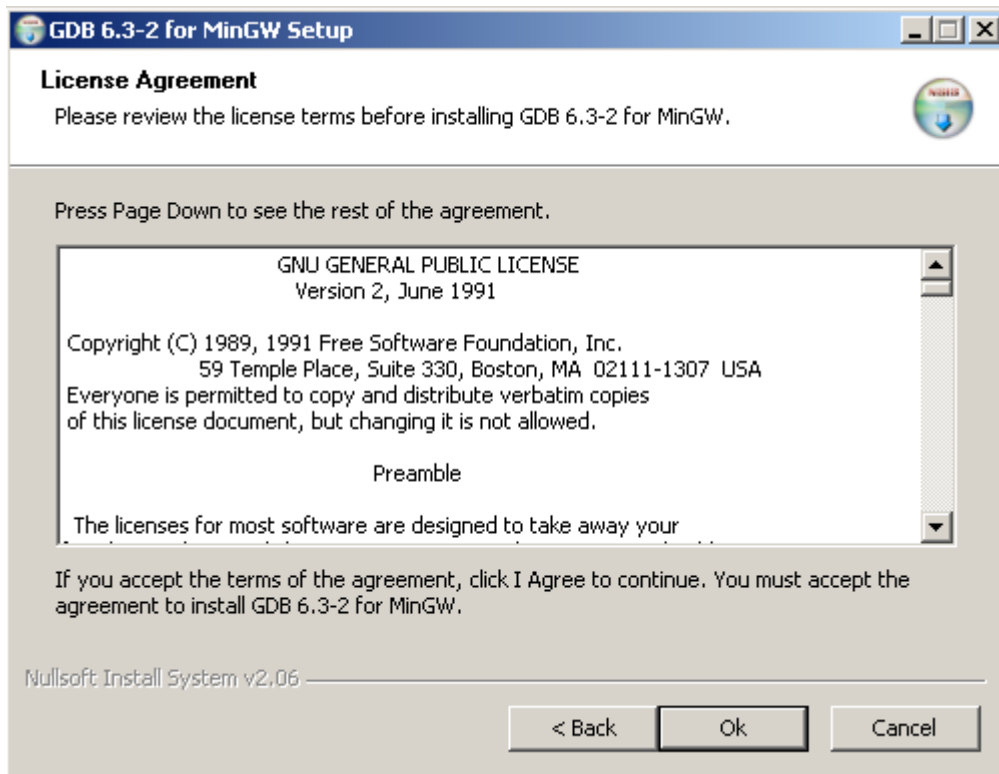 GDB 6.3-2 for MinGW Setup
License Agreement
Please review the license terms before installing GDB 6.3-2 for MinGW.
Press Page Down to see the rest of the agreement.
GNU GENERAL PUBLIC LICENSE
Version 2, June 1991
Copyright (C) 1989, 1991 Free Software Foundation, Inc.
59 Temple Place, Suite 330, Boston, MA  02111-1307  USA
Everyone is permitted to copy and distribute verbatim copies
of this license document, but changing it is not allowed.
Preamble
The licenses for most software are designed to take away your
If you accept the terms of the agreement, click I Agree to continue. You must accept the
agreement to install GDB 6.3-2 for MinGW.
Nullsoft Install System v2.06
< Back
Ok
Cancel